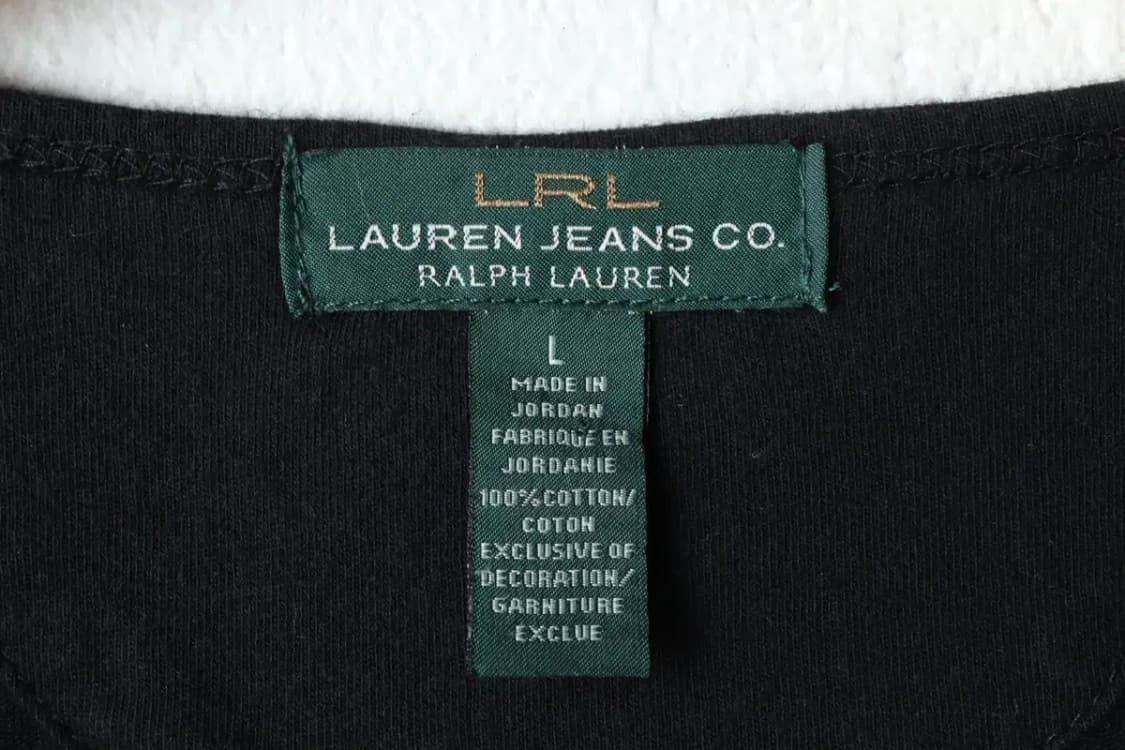 LRL
LAUREN JEANS CO.
RALPH LAUREN
L
MADE IN
JORDAN
FABRIQUÉ EN
JORDANIE
100% COTTON/
COTON
EXCLUSIVE OF
DECORATION/
GARNITURE
EXCLUE